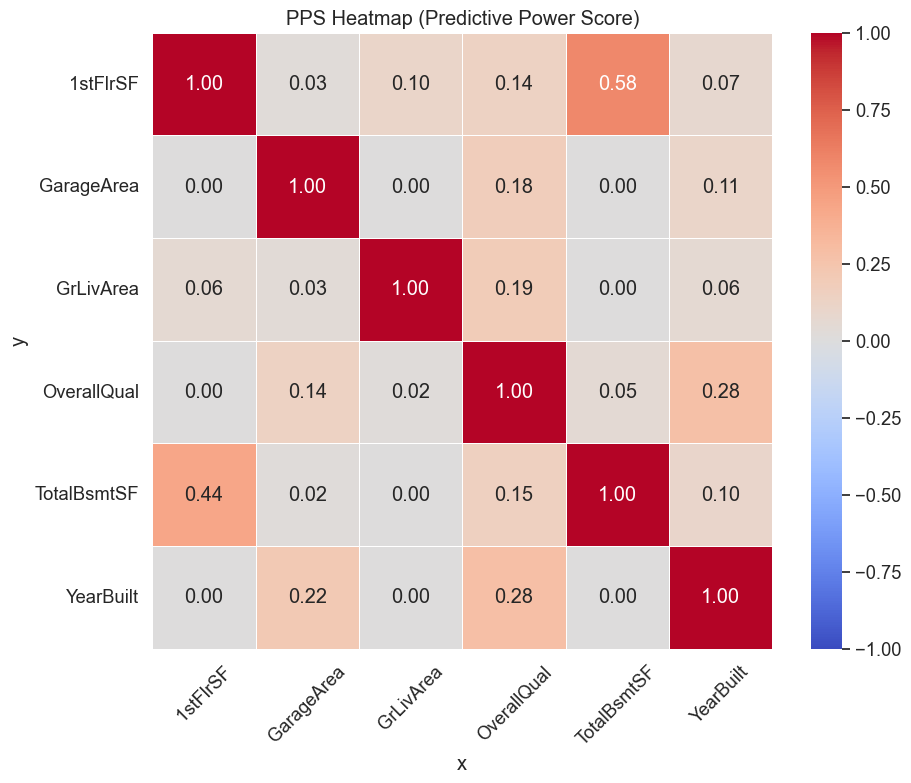 PPS Heatmap (Predictive Power Score)
1stFlrSF 1.00 0.03 0.10 0.14 0.58 0.07
GarageArea 0.00 1.00 0.00 0.18 0.00 0.11
GrLivArea 0.06 0.03 1.00 0.19 0.00 0.06
OverallQual 0.00 0.14 0.02 1.00 0.05 0.28
TotalBsmtSF 0.44 0.02 0.00 0.15 1.00 0.10
YearBuilt 0.00 0.22 0.00 0.28 0.00 1.00
y
1stFlrSF GarageArea GrLivArea OverallQual TotalBsmtSF YearBuilt
x
1.00
0.75
0.50
0.25
0.00
−0.25
−0.50
−0.75
−1.00